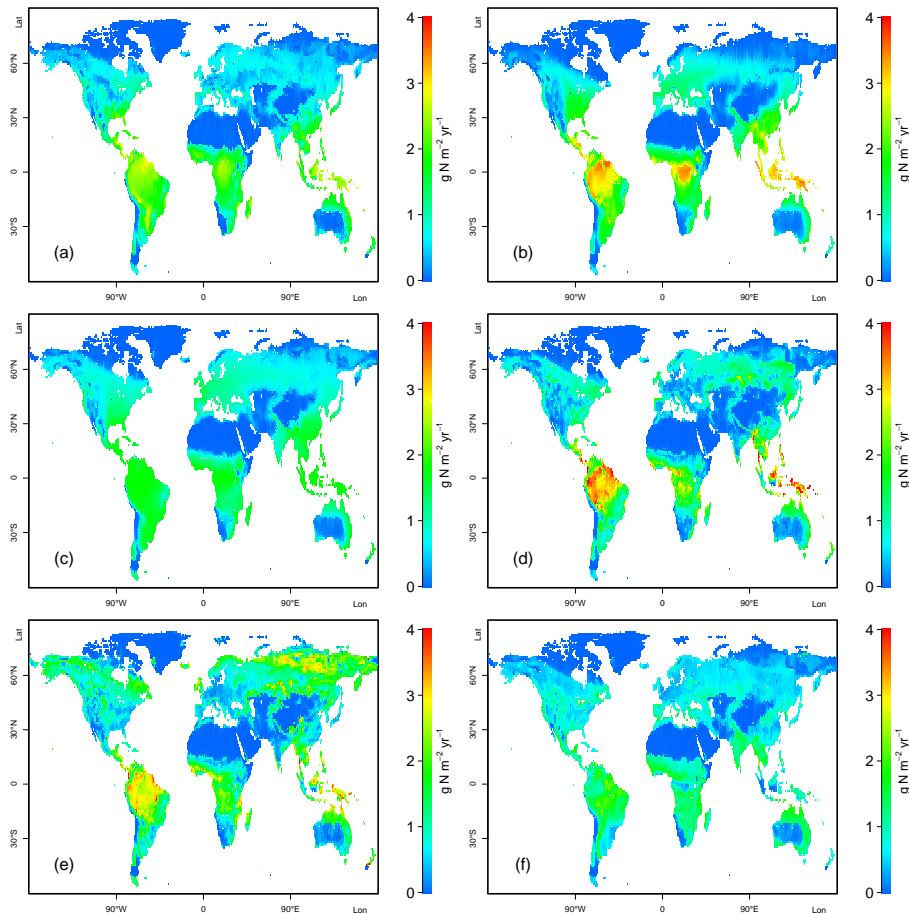 Lat
60°N
30°N
0
30°S
(a)
90°W
0
90°E
Lon
4
3
2
1
0
g N m⁻² yr⁻¹
Lat
60°N
30°N
0
30°S
(b)
90°W
0
90°E
Lon
4
3
2
1
0
g N m⁻² yr⁻¹
Lat
60°N
30°N
0
30°S
(c)
90°W
0
90°E
Lon
4
3
2
1
0
g N m⁻² yr⁻¹
Lat
60°N
30°N
0
30°S
(d)
90°W
0
90°E
Lon
4
3
2
1
0
g N m⁻² yr⁻¹
Lat
60°N
30°N
0
30°S
(e)
90°W
0
90°E
Lon
4
3
2
1
0
g N m⁻² yr⁻¹
Lat
60°N
30°N
0
30°S
(f)
90°W
0
90°E
Lon
4
3
2
1
0
g N m⁻² yr⁻¹